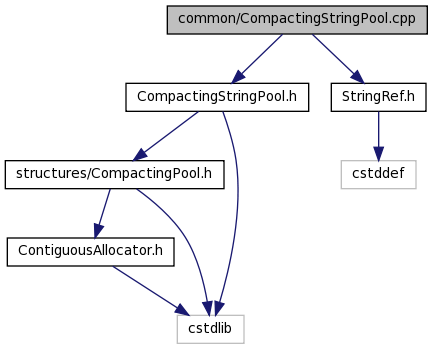 common/CompactingStringPool.cpp
CompactingStringPool.h
StringRef.h
structures/CompactingPool.h
cstddef
ContiguousAllocator.h
cstdlib